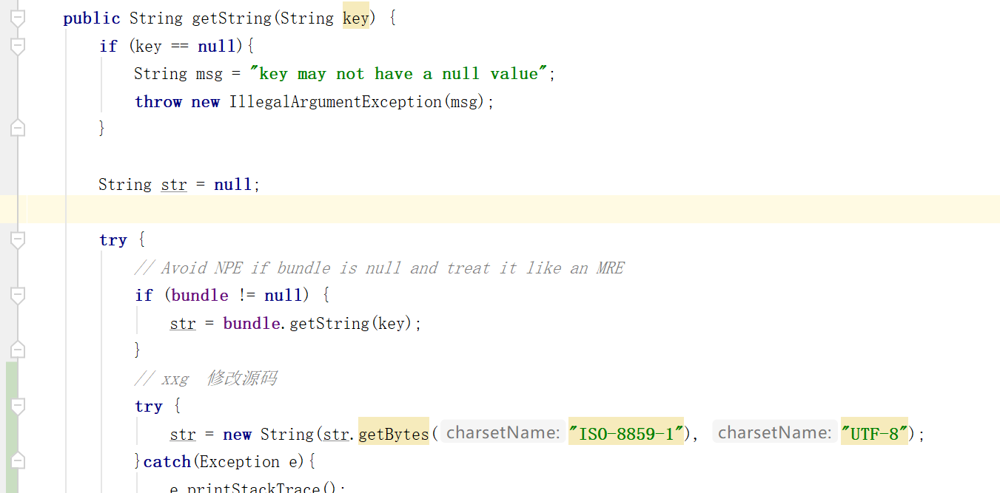 public String getString(String key) {
if (key == null){
String msg = "key may not have a null value";
throw new IllegalArgumentException(msg);
}
String str = null;
try {
// Avoid NPE if bundle is null and treat it like an MRE
if (bundle != null) {
str = bundle.getString(key);
}
// xxg  修改源码
try {
str = new String(str.getBytes( charsetName: "ISO-8859-1"), charsetName: "UTF-8");
}catch(Exception e){
e.printStackTrace();